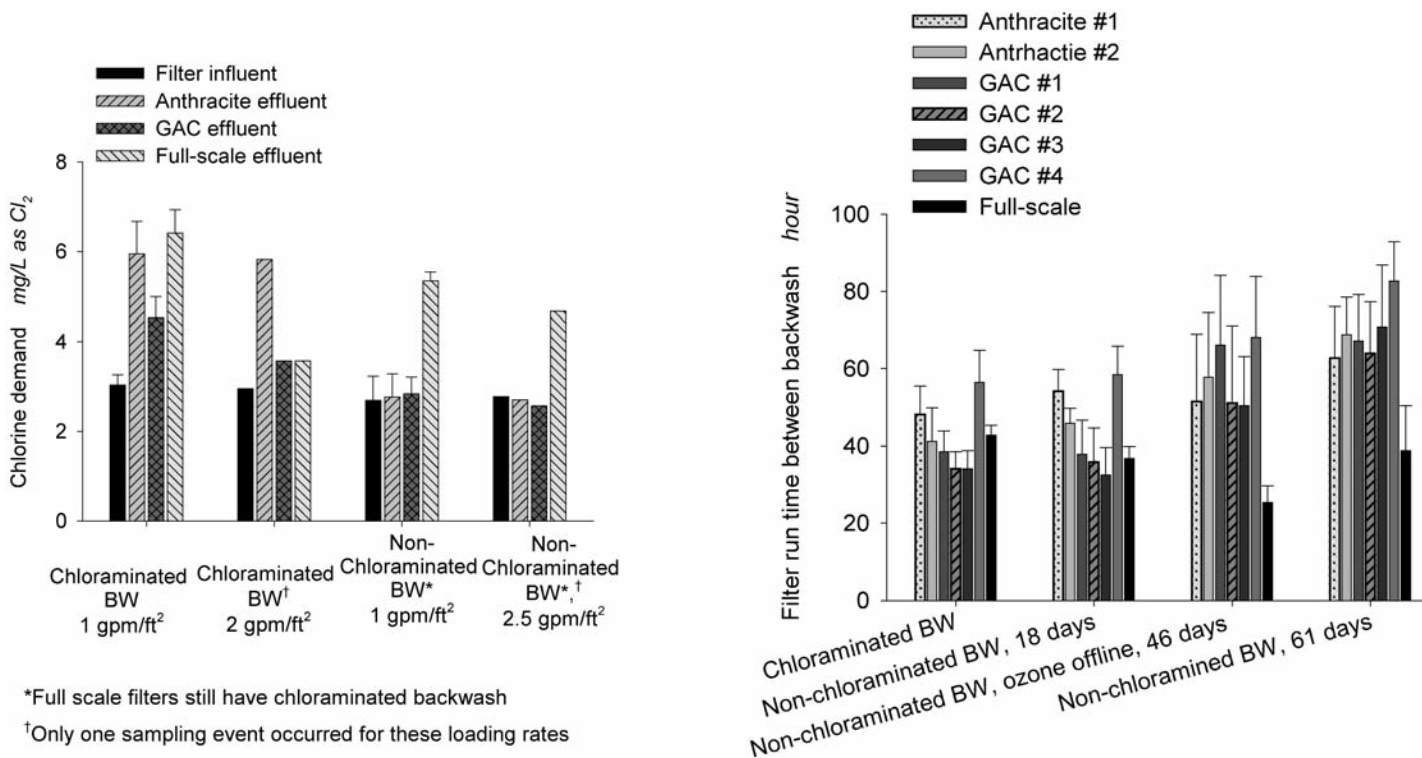 Filter influent
Anthracite effluent
GAC effluent
Full-scale effluent
Chlorine demand mg/L as Cl₂
8
6
4
2
0
Chloraminated
BW
1 gpm/ft²
Chloraminated
BW†
2 gpm/ft²
Non-
Chloraminated
BW*
1 gpm/ft²
Non-
Chloraminated
BW*,†
2.5 gpm/ft²
*Full scale filters still have chloraminated backwash
†Only one sampling event occurred for these loading rates
Anthracite #1
Antrhactie #2
GAC #1
GAC #2
GAC #3
GAC #4
Full-scale
Filter run time between backwash hour
100
80
60
40
20
0
Chloraminated BW
Non-chloraminated BW, 18 days
Non-chloraminated BW, ozone offline, 46 days
Non-chloramined BW, 61 days